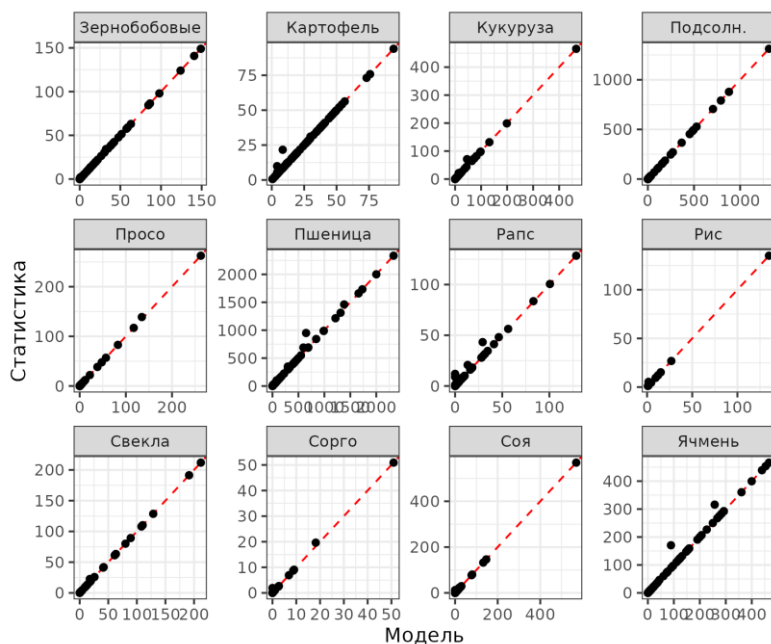 Зернобобовые Картофель Кукуруза Подсолн.
150
100
50
0
0 50 100 150
75
50
25
0
0 25 50 75
400
300
200
100
0
0 100 200300 400
1000
500
0
0 500 1000
Просо Пшеница Рапс Рис
200
100
0
0 100 200
2000
1500
1000
500
0
0 500 1000 1500 2000
100
50
0
0 50 100
100
50
0
0 50 100
Свекла Сорго Соя Ячмень
200
150
100
50
0
0 50 100 150 200
50
40
30
20
10
0
0 10 20 30 40 50
400
200
0
0 200 400
400
300
200
100
0
0 100 200 300 400
Статистика
Модель